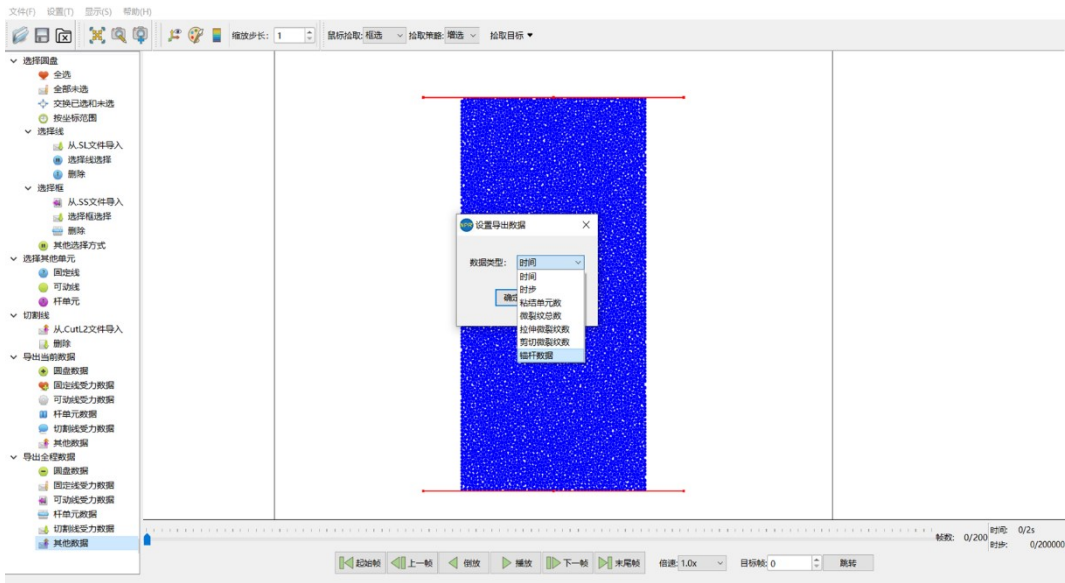 文件(F) 设置(T) 显示(S) 帮助(H)
缩放步长: 1 鼠标拾取: 框选 拾取策略: 增选 拾取目标
选择圆盘
全选
全部未选
交换已选和未选
按坐标范围
选择线
从.SL文件导入
选择线选择
删除
选择框
从.SS文件导入
选择框选择
删除
其他选择方式
选择其他单元
固定线
可动线
杆单元
切割线
从.CutL2文件导入
删除
导出当前数据
圆盘数据
固定线受力数据
可动线受力数据
杆单元数据
切割线受力数据
其他数据
导出全程数据
圆盘数据
固定线受力数据
可动线受力数据
杆单元数据
切割线受力数据
其他数据
设置导出数据
数据类型: 时间
时间
时步
粘结单元数
微裂纹总数
拉伸微裂纹数
剪切微裂纹数
锚杆数据
确定
帧数: 0/200
时间: 0/2s
时步: 0/200000
起始帧 上一帧 倒放 播放 下一帧 末尾帧 倍速: 1.0x 目标帧: 0 跳转